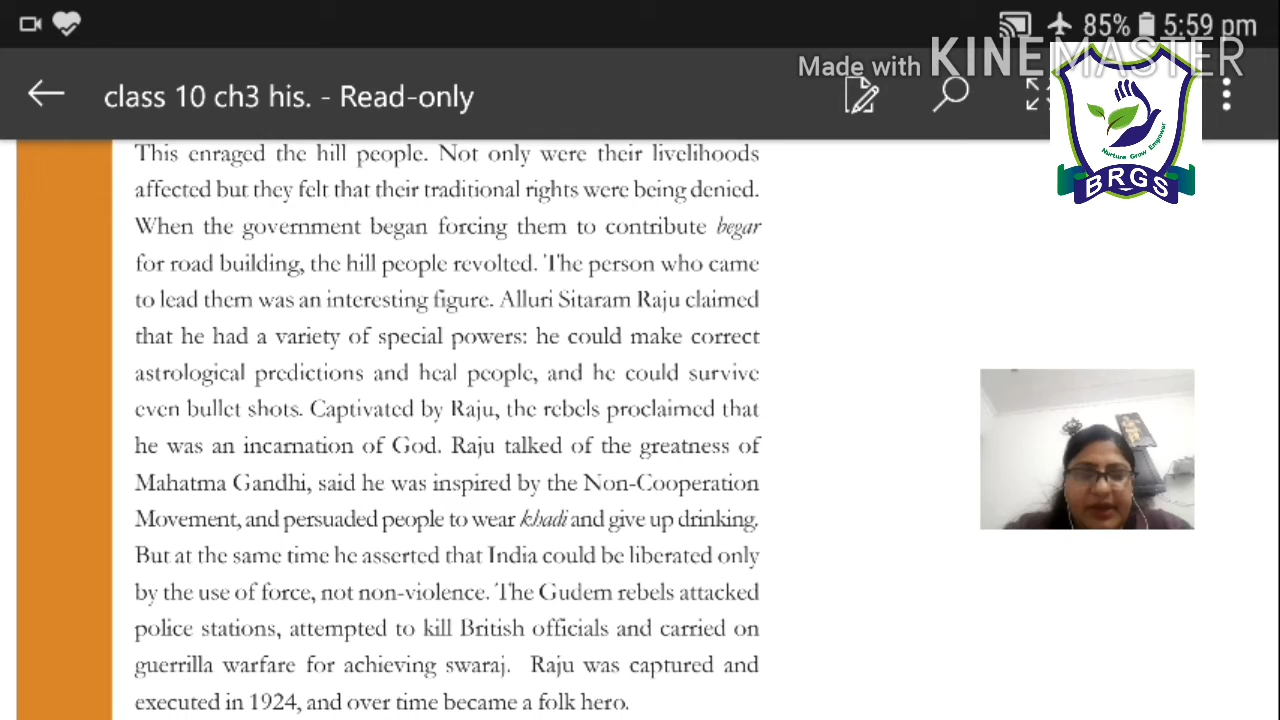 85% 5:59 pm
Made with KINEMASTER
class 10 ch3 his. - Read-only
Nurture Grow Empower
BRGS
This enraged the hill people. Not only were their livelihoods
affected but they felt that their traditional rights were being denied.
When the government began forcing them to contribute begar
for road building, the hill people revolted. The person who came
to lead them was an interesting figure. Alluri Sitaram Raju claimed
that he had a variety of special powers: he could make correct
astrological predictions and heal people, and he could survive
even bullet shots. Captivated by Raju, the rebels proclaimed that
he was an incarnation of God. Raju talked of the greatness of
Mahatma Gandhi, said he was inspired by the Non-Cooperation
Movement, and persuaded people to wear khadi and give up drinking.
But at the same time he asserted that India could be liberated only
by the use of force, not non-violence. The Gudem rebels attacked
police stations, attempted to kill British officials and carried on
guerrilla warfare for achieving swaraj. Raju was captured and
executed in 1924, and over time became a folk hero.